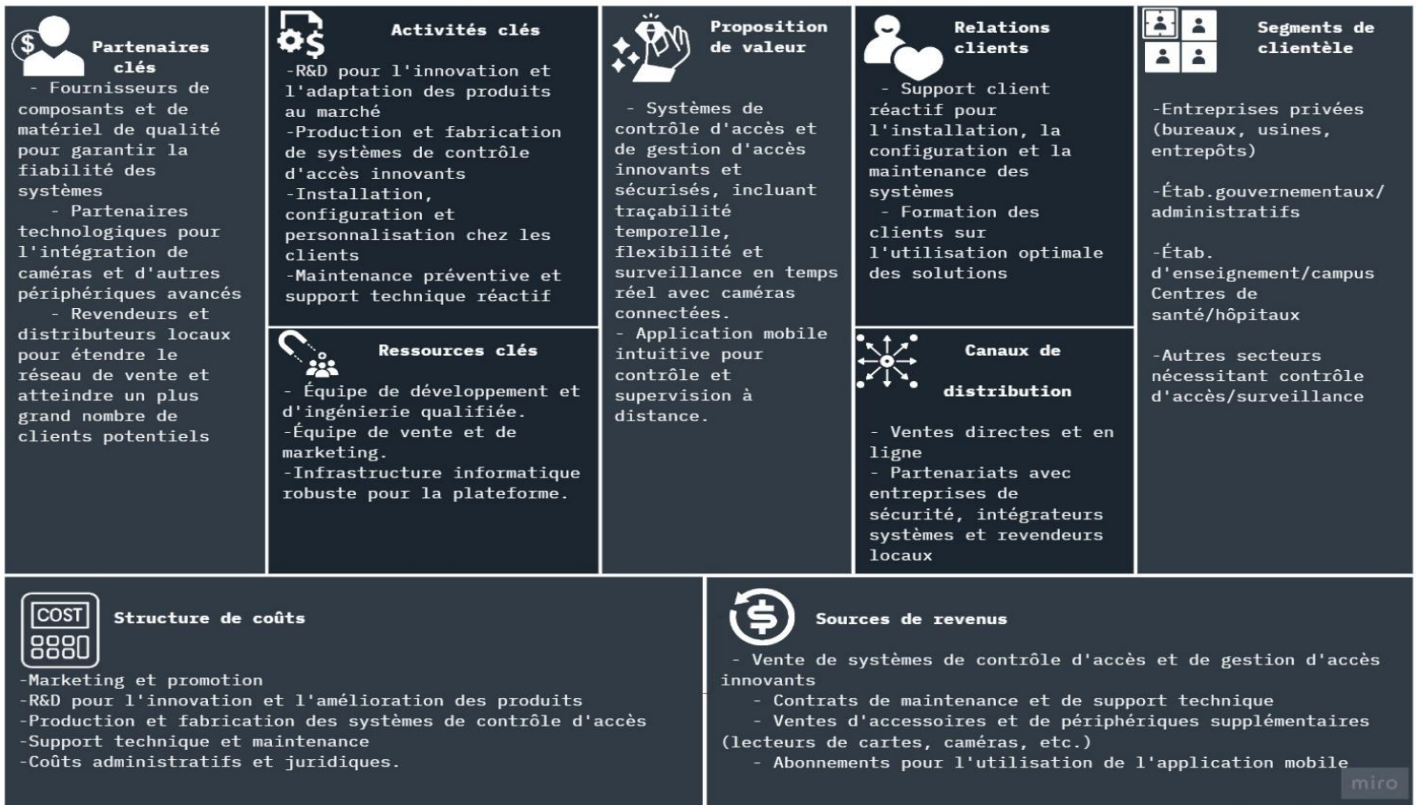 Partenaires
clés
- Fournisseurs de
composants et de
matériel de qualité
pour garantir la
fiabilité des
systèmes
- Partenaires
technologiques pour
l'intégration de
caméras et d'autres
périphériques avancés
- Revendeurs et
distributeurs locaux
pour étendre le
réseau de vente et
atteindre un plus
grand nombre de
clients potentiels
Activités clés
-R&D pour l'innovation et
l'adaptation des produits
au marché
-Production et fabrication
de systèmes de contrôle
d'accès innovants
-Installation,
configuration et
personnalisation chez les
clients
-Maintenance préventive et
support technique réactif
Ressources clés
- Équipe de développement et
d'ingénierie qualifiée.
-Équipe de vente et de
marketing.
-Infrastructure informatique
robuste pour la plateforme.
Proposition
de valeur
- Systèmes de
contrôle d'accès et
de gestion d'accès
innovants et
sécurisés, incluant
traçabilité
temporelle,
flexibilité et
surveillance en temps
réel avec caméras
connectées.
- Application mobile
intuitive pour
contrôle et
supervision à
distance.
Relations
clients
- Support client
réactif pour
l'installation, la
configuration et la
maintenance des
systèmes
- Formation des
clients sur
l'utilisation optimale
des solutions
Canaux de
distribution
- Ventes directes et en
ligne
- Partenariats avec
entreprises de
sécurité, intégrateurs
systèmes et revendeurs
locaux
Segments de
clientèle
-Entreprises privées
(bureaux, usines,
entrepôts)
-Étab.gouvernementaux/
administratifs
-Étab.
d'enseignement/campus
Centres de
santé/hôpitaux
-Autres secteurs
nécessitant contrôle
d'accès/surveillance
COST
Structure de coûts
-Marketing et promotion
-R&D pour l'innovation et l'amélioration des produits
-Production et fabrication des systèmes de contrôle d'accès
-Support technique et maintenance
-Coûts administratifs et juridiques.
Sources de revenus
- Vente de systèmes de contrôle d'accès et de gestion d'accès
innovants
- Contrats de maintenance et de support technique
- Ventes d'accessoires et de périphériques supplémentaires
(lecteurs de cartes, caméras, etc.)
- Abonnements pour l'utilisation de l'application mobile
miro